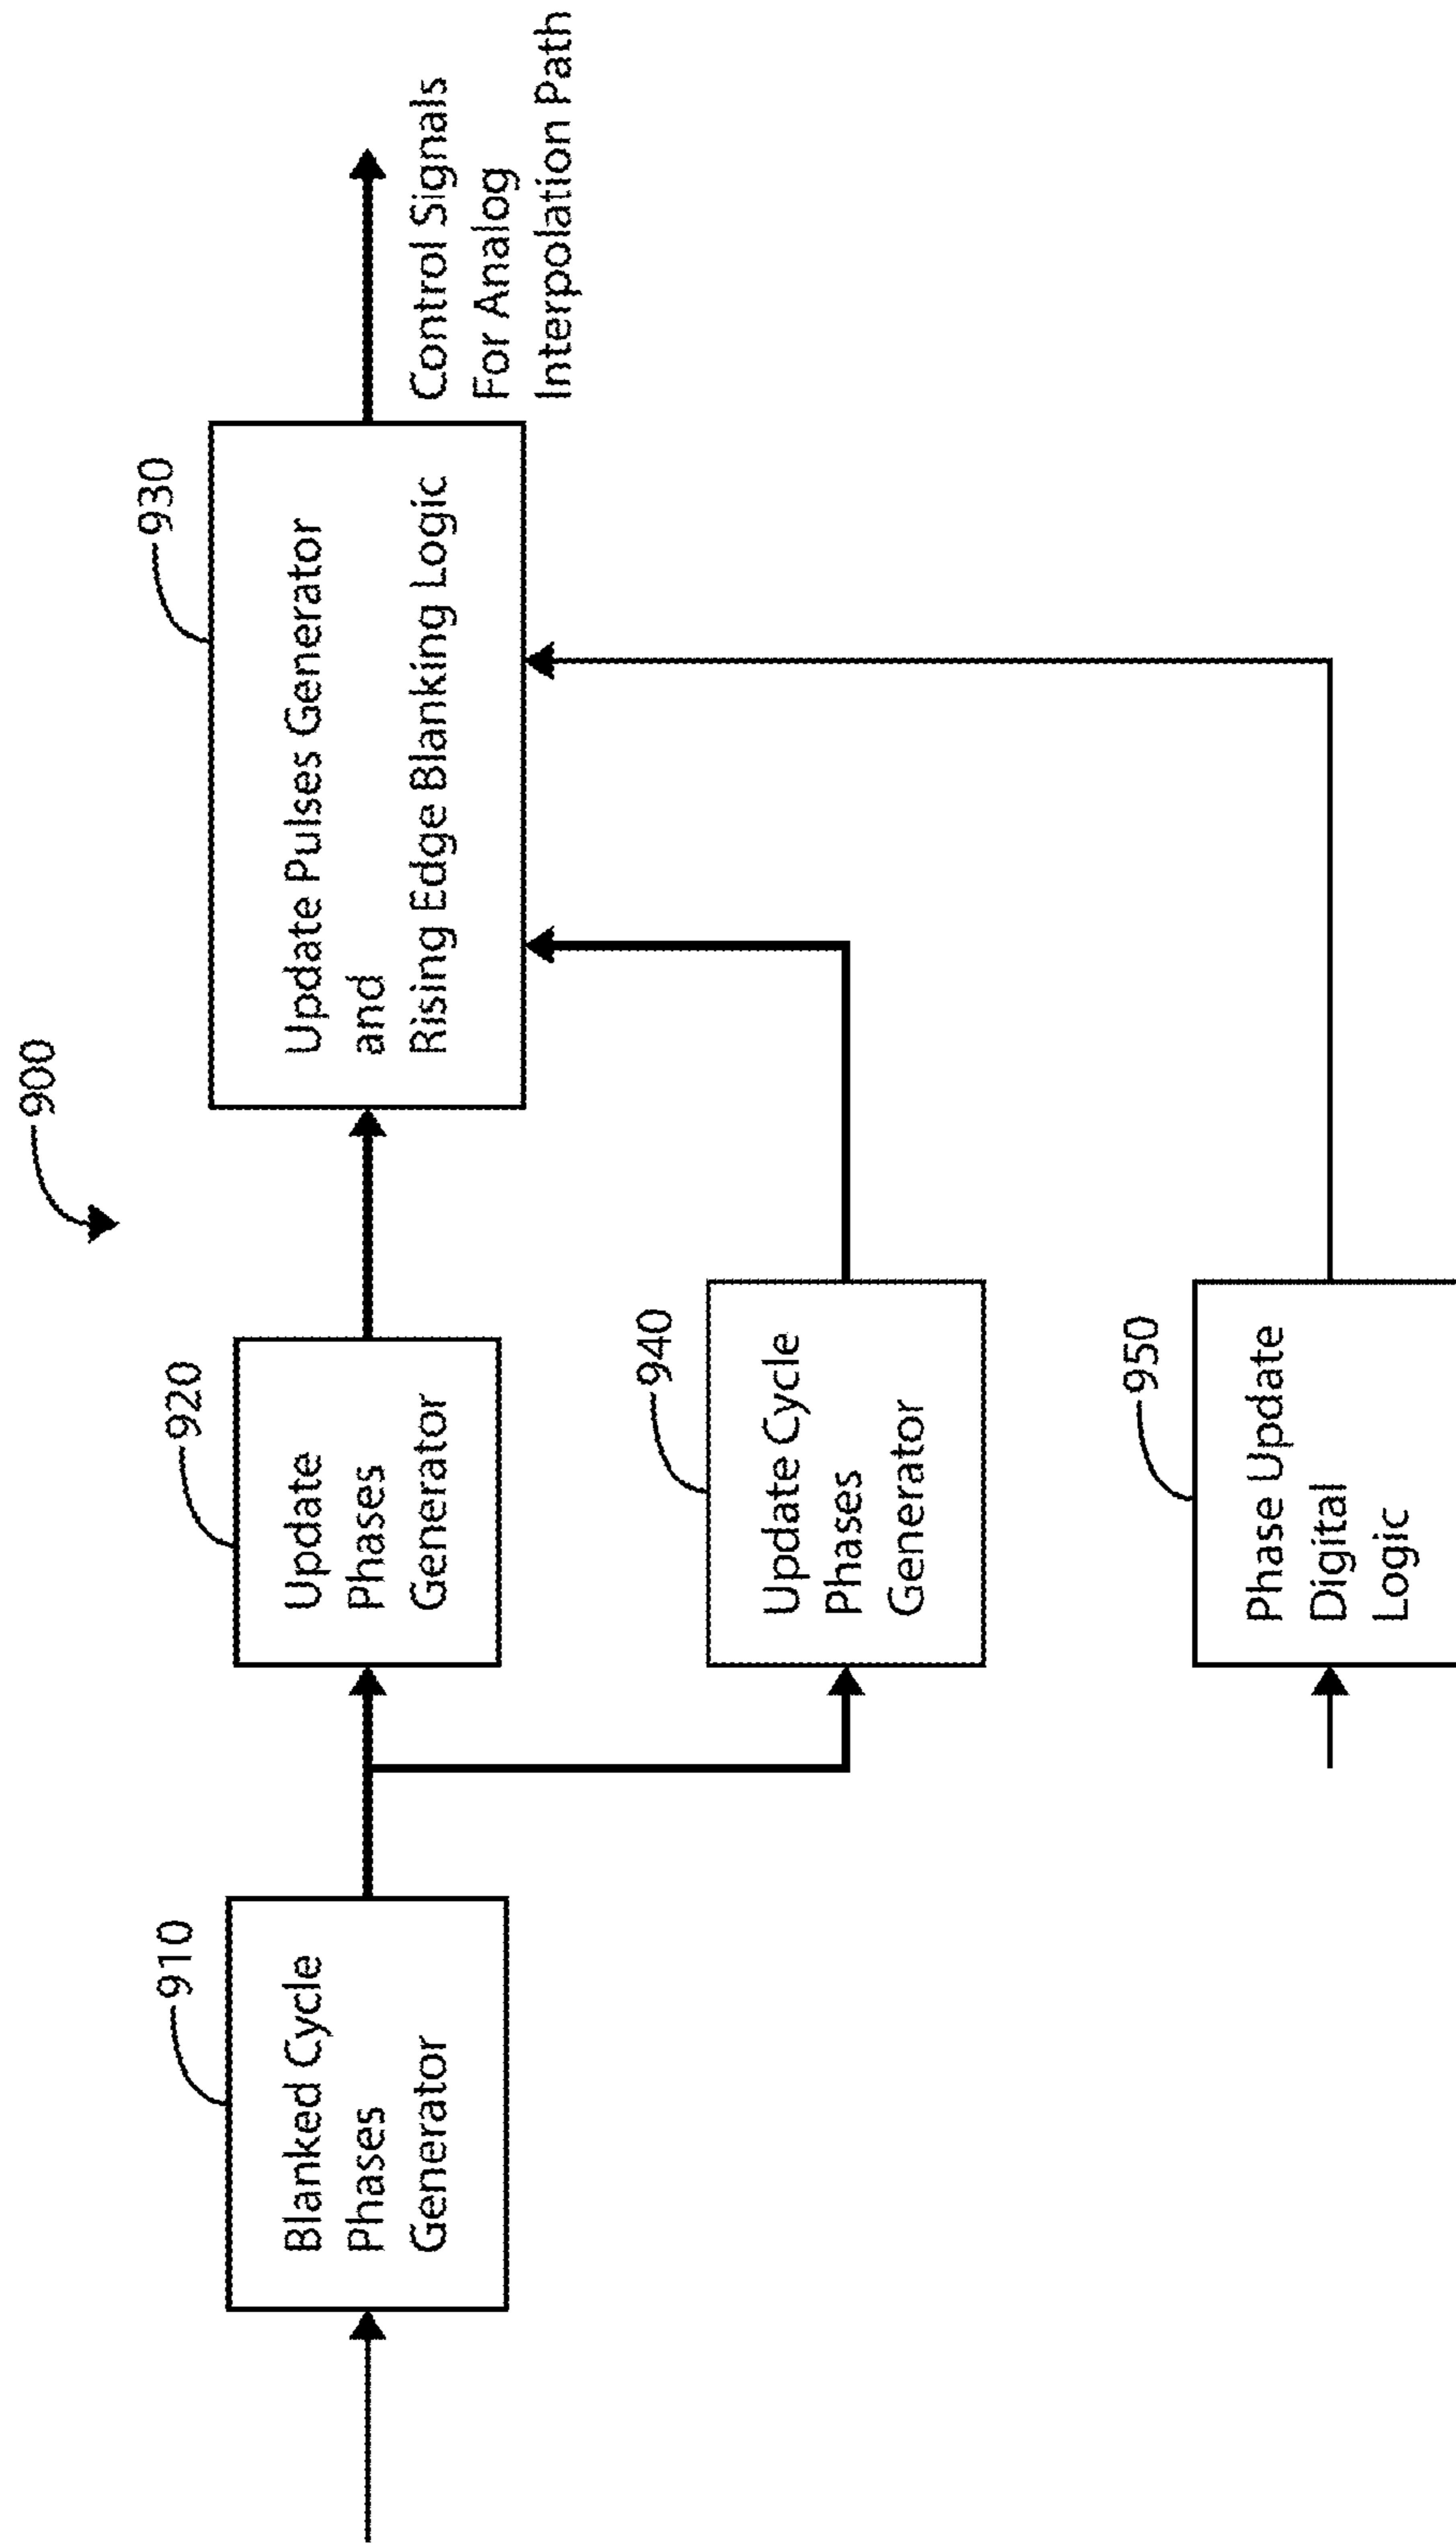 900
910
Blanked Cycle
Phases
Generator
920
Update
Phases
Generator
930
Update Pulses Generator
and
Rising Edge Blanking Logic
Control Signals
For Analog
Interpolation Path
940
Update Cycle
Phases
Generator
950
Phase Update
Digital
Logic